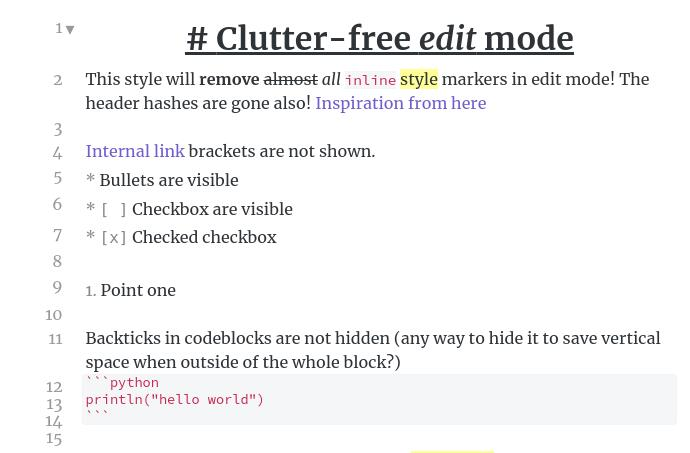 1 ▼ # Clutter-free edit mode
2 This style will remove almost all inline style markers in edit mode! The
header hashes are gone also! Inspiration from here
3
4 Internal link brackets are not shown.
5 * Bullets are visible
6 * [ ] Checkbox are visible
7 * [x] Checked checkbox
8
9 1. Point one
10
11 Backticks in codeblocks are not hidden (any way to hide it to save vertical
space when outside of the whole block?)
12 ```python
13 println("hello world")
14 ```
15